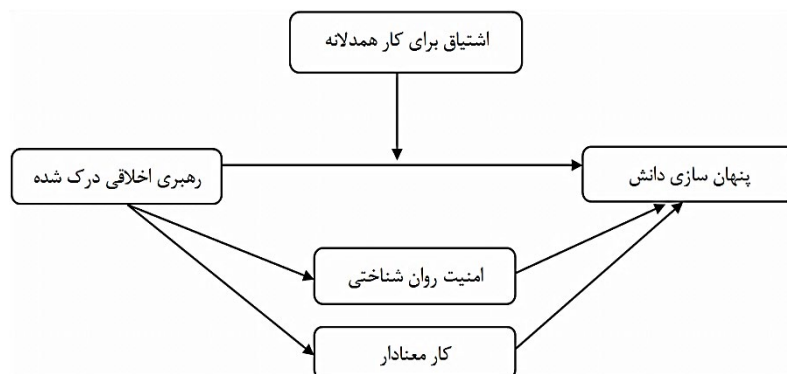 اشتیاق برای کار همدلانه
رهبری اخلاقی درک شده
پنهان سازی دانش
امنیت روان شناختی
کار معنادار